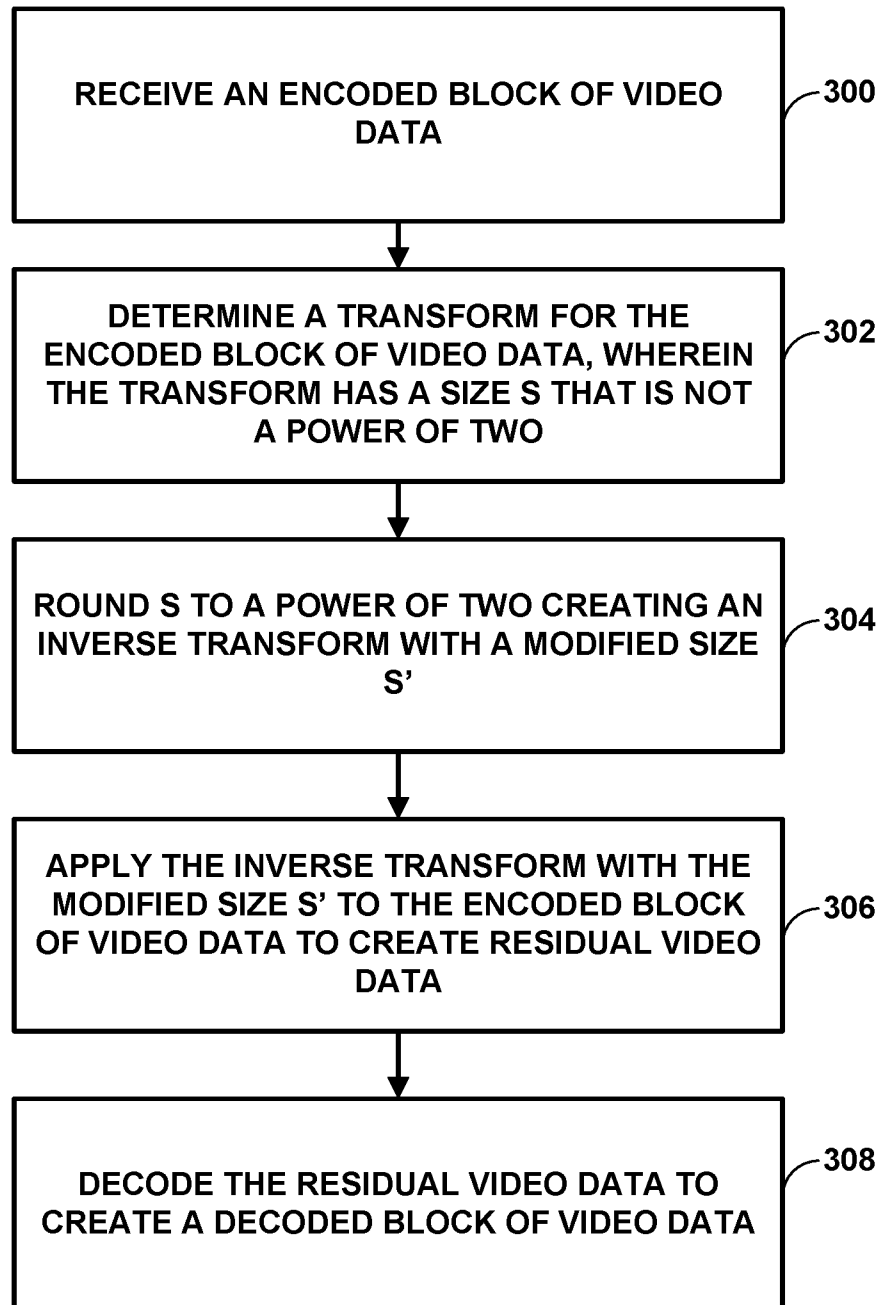 RECEIVE AN ENCODED BLOCK OF VIDEO
DATA
300
DETERMINE A TRANSFORM FOR THE
ENCODED BLOCK OF VIDEO DATA, WHEREIN
THE TRANSFORM HAS A SIZE S THAT IS NOT
A POWER OF TWO
302
ROUND S TO A POWER OF TWO CREATING AN
INVERSE TRANSFORM WITH A MODIFIED SIZE
S’
304
APPLY THE INVERSE TRANSFORM WITH THE
MODIFIED SIZE S’ TO THE ENCODED BLOCK
OF VIDEO DATA TO CREATE RESIDUAL VIDEO
DATA
306
DECODE THE RESIDUAL VIDEO DATA TO
CREATE A DECODED BLOCK OF VIDEO DATA
308